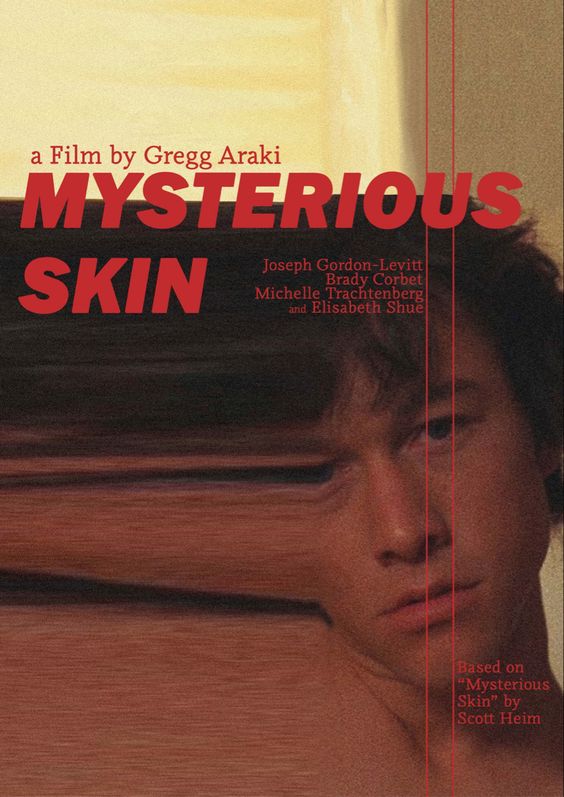 a Film by Gregg Araki
MYSTERIOUS
SKIN
Joseph Gordon-Levitt
Brady Corbet
Michelle Trachtenberg
and Elisabeth Shue
Based on
“Mysterious
Skin” by
Scott Heim